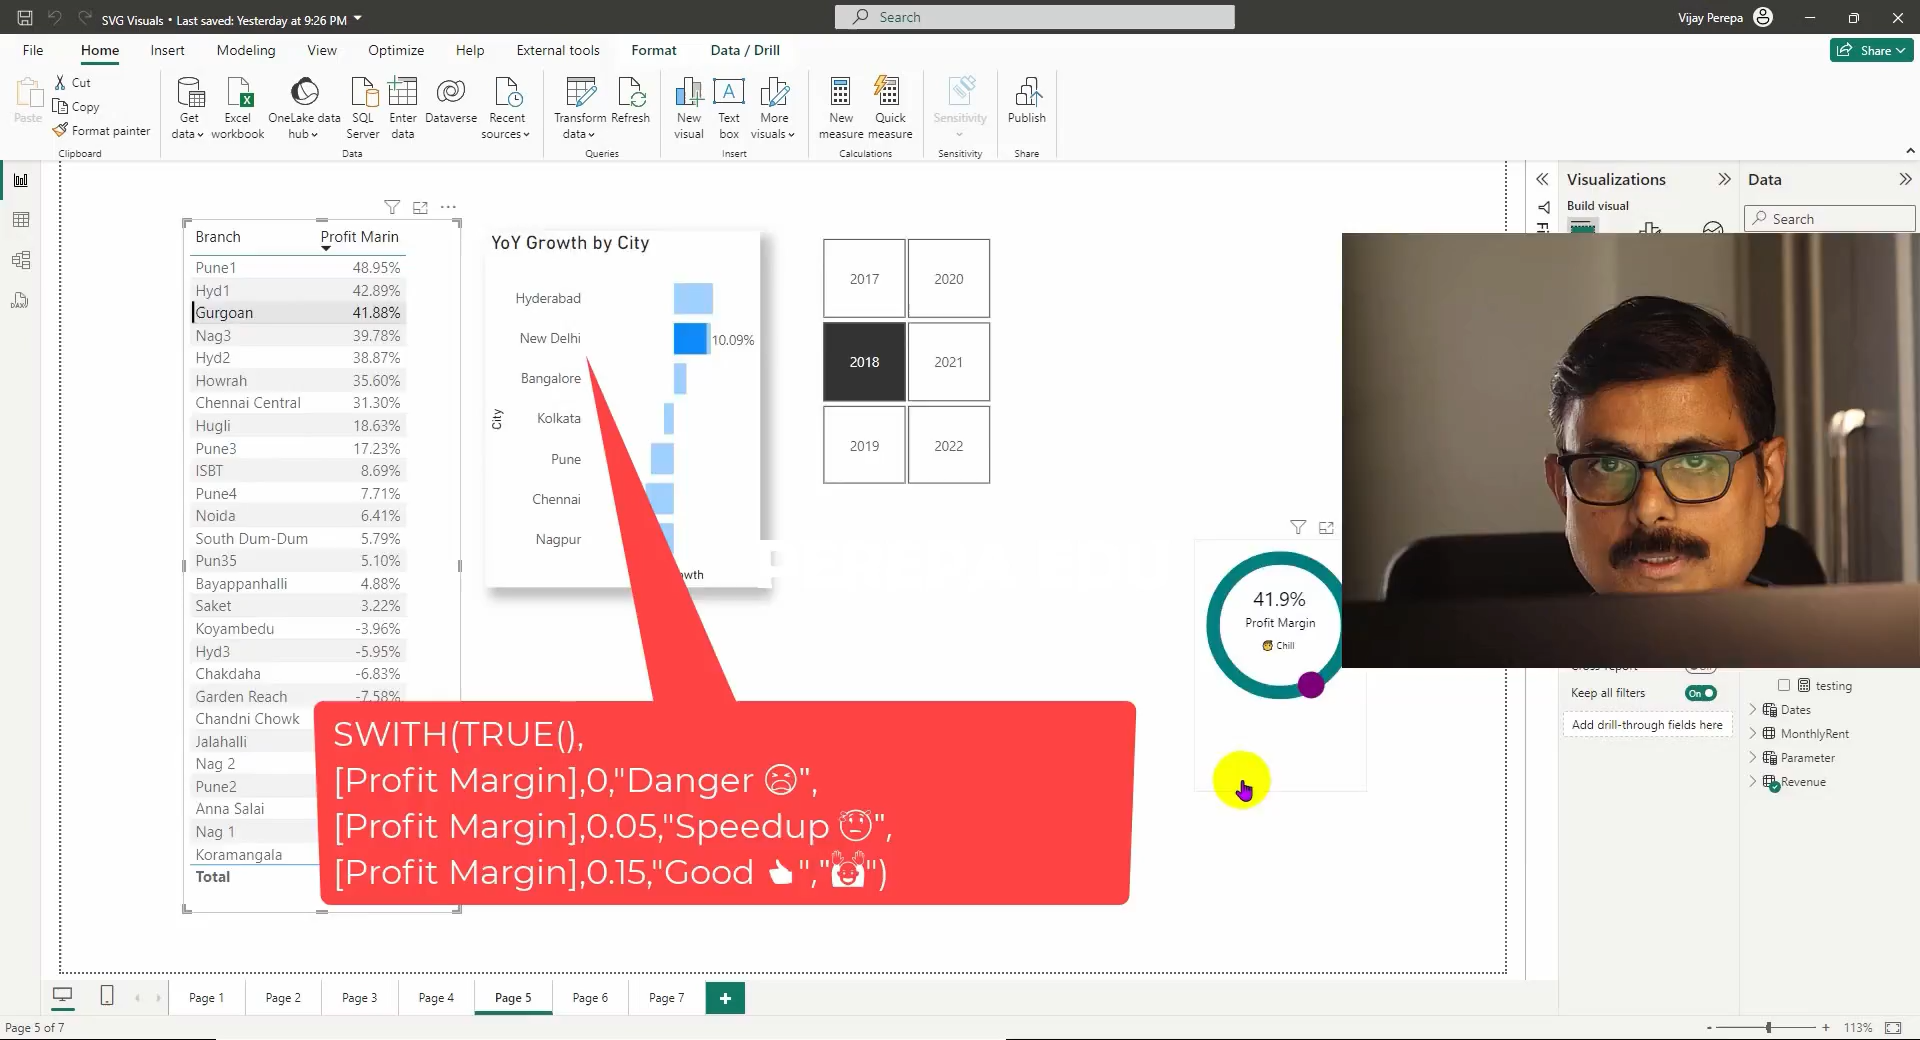 SVG Visuals • Last saved: Yesterday at 9:26 PM
Search
Vijay Perepa
File
Home
Insert
Modeling
View
Optimize
Help
External tools
Format
Data / Drill
Share
Paste
Cut
Copy
Format painter
Get data
Excel workbook
OneLake data hub
SQL Server
Enter data
Dataverse
Recent sources
Transform data
Refresh
New visual
Text box
More visuals
New measure
Quick measure
Sensitivity
Publish
Clipboard
Data
Queries
Insert
Calculations
Sensitivity
Share
Branch Profit Marin
Pune1 48.95%
Hyd1 42.89%
Gurgoan 41.88%
Nag3 39.78%
Hyd2 38.87%
Howrah 35.60%
Chennai Central 31.30%
Hugli 18.63%
Pune3 17.23%
ISBT 8.69%
Pune4 7.71%
Noida 6.41%
South Dum-Dum 5.79%
Pun35 5.10%
Bayappanhalli 4.88%
Saket 3.22%
Koyambedu -3.96%
Hyd3 -5.95%
Chakdaha -6.83%
Garden Reach -7.58%
Chandni Chowk
Jalahalli
Nag 2
Pune2
Anna Salai
Nag 1
Koramangala
Total
YoY Growth by City
City
Hyderabad
New Delhi 10.09%
Bangalore
Kolkata
Pune
Chennai
Nagpur
2017 2020
2018 2021
2019 2022
41.9%
Profit Margin
🥳 Chill
SWITH(TRUE(),
[Profit Margin],0,"Danger 😣",
[Profit Margin],0.05,"Speedup 😓",
[Profit Margin],0.15,"Good 👍","🙌")
Visualizations
Build visual
Data
Search
Keep all filters On
Add drill-through fields here
testing
Dates
MonthlyRent
Parameter
Revenue
Page 1
Page 2
Page 3
Page 4
Page 5
Page 6
Page 7
Page 5 of 7
113%